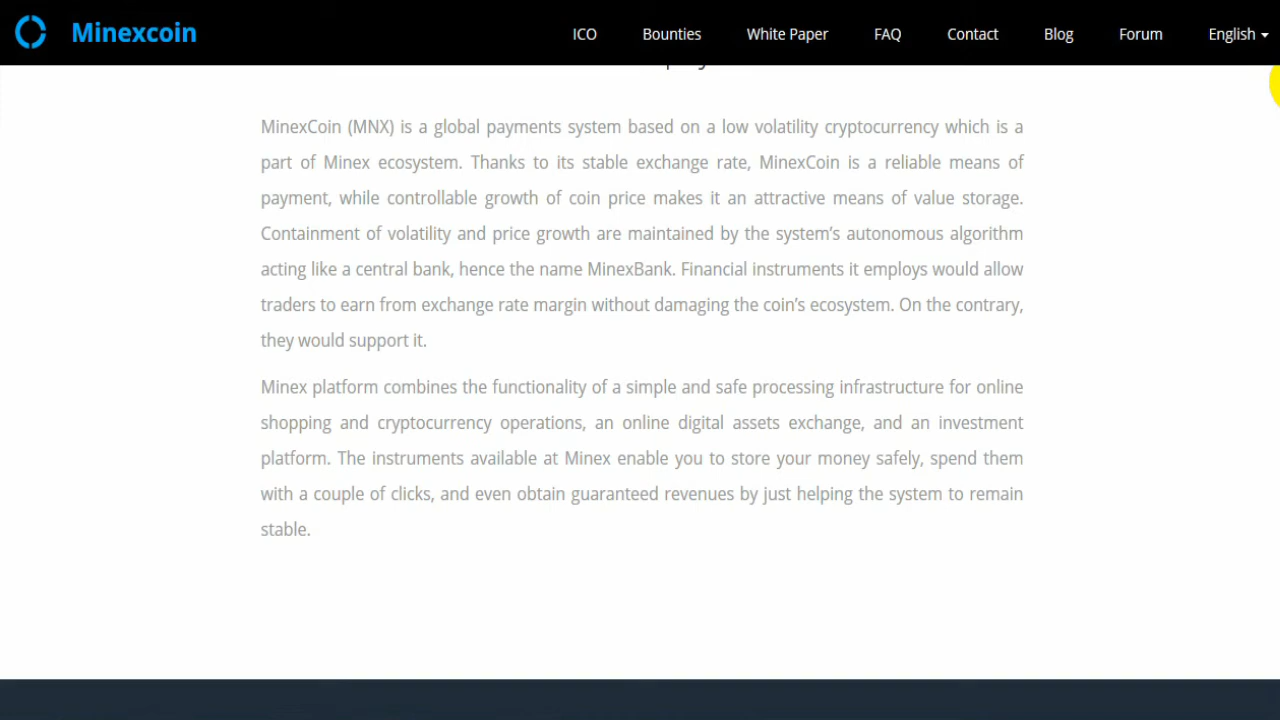 Minexcoin ICO Bounties White Paper FAQ Contact Blog Forum English
MinexCoin (MNX) is a global payments system based on a low volatility cryptocurrency which is a
part of Minex ecosystem. Thanks to its stable exchange rate, MinexCoin is a reliable means of
payment, while controllable growth of coin price makes it an attractive means of value storage.
Containment of volatility and price growth are maintained by the system’s autonomous algorithm
acting like a central bank, hence the name MinexBank. Financial instruments it employs would allow
traders to earn from exchange rate margin without damaging the coin’s ecosystem. On the contrary,
they would support it.
Minex platform combines the functionality of a simple and safe processing infrastructure for online
shopping and cryptocurrency operations, an online digital assets exchange, and an investment
platform. The instruments available at Minex enable you to store your money safely, spend them
with a couple of clicks, and even obtain guaranteed revenues by just helping the system to remain
stable.